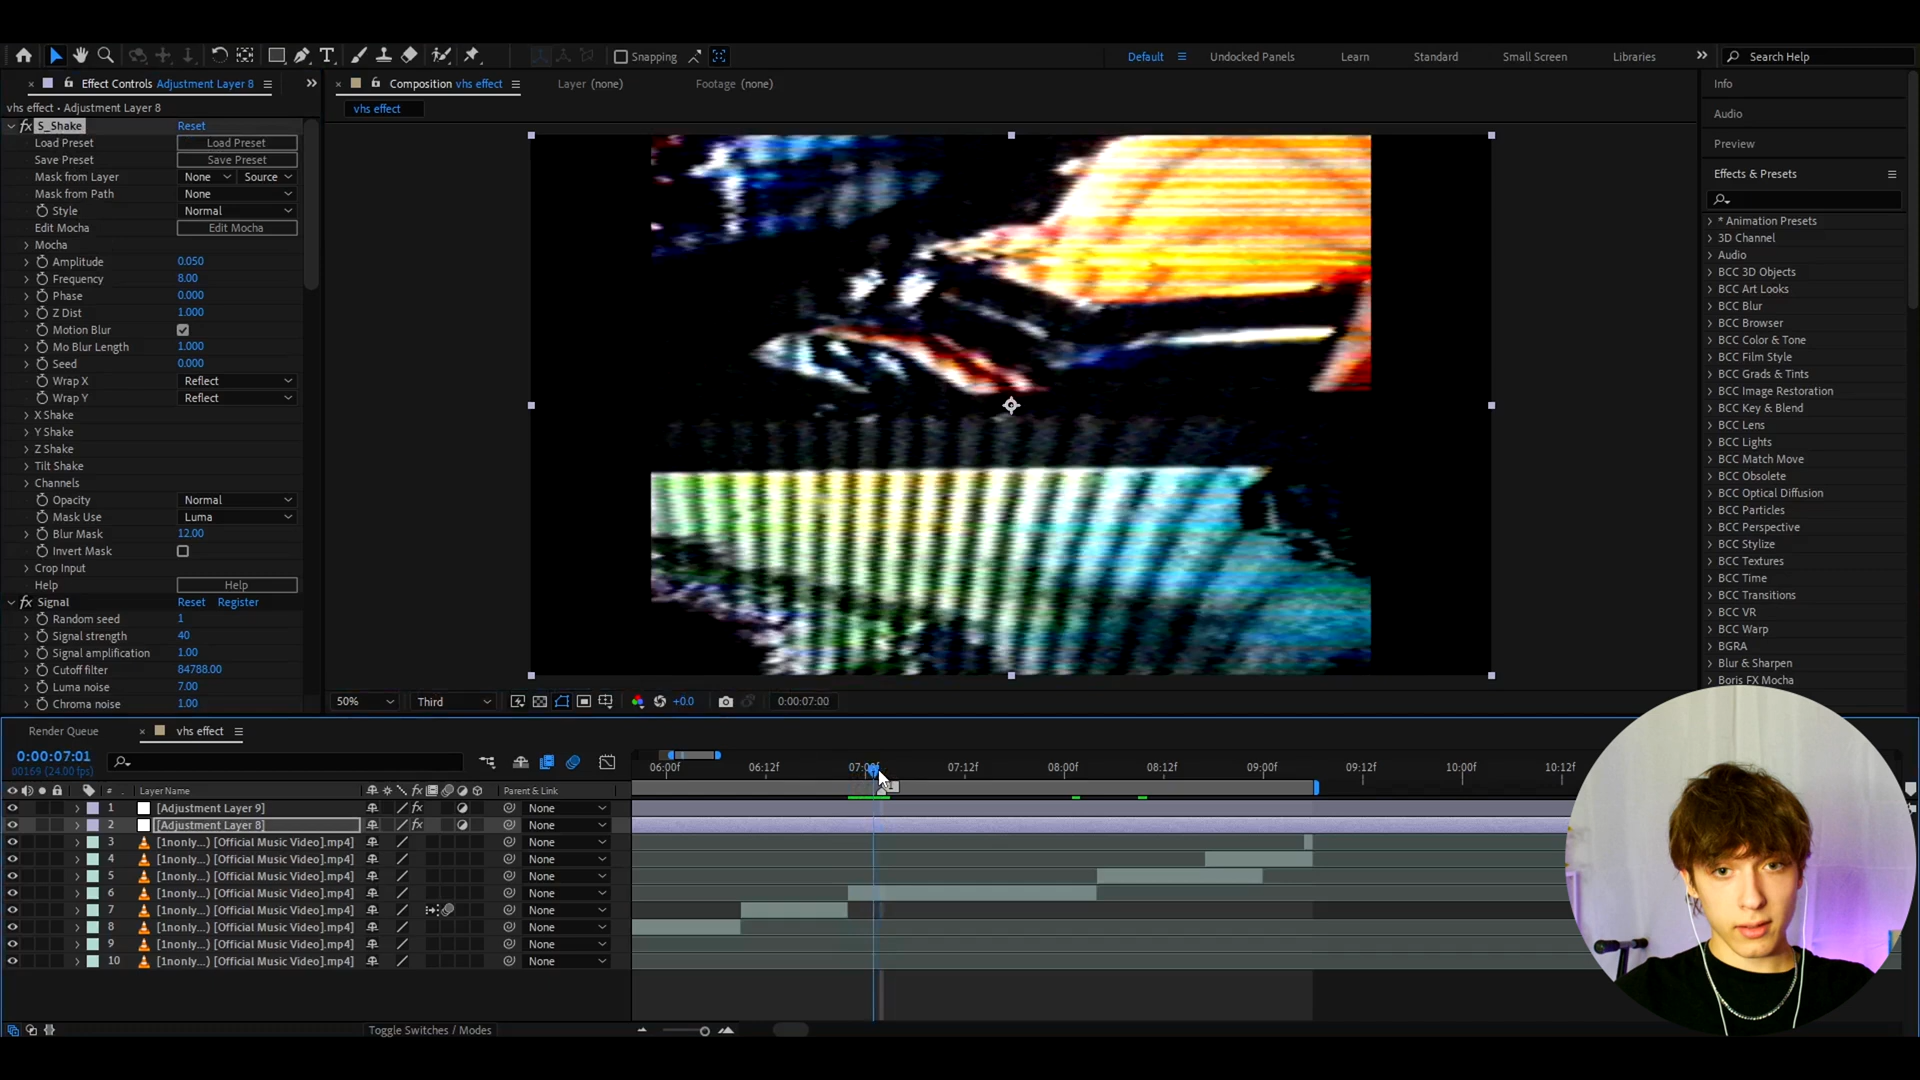 Snapping
Default
Undocked Panels
Learn
Standard
Small Screen
Libraries
Search Help
Effect Controls Adjustment Layer 8
Composition vhs effect
Layer (none)
Footage (none)
vhs effect
vhs effect • Adjustment Layer 8
fx S_Shake Reset
Load Preset Load Preset
Save Preset Save Preset
Mask from Layer None Source
Mask from Path None
Style Normal
Edit Mocha Edit Mocha
Mocha
Amplitude 0.050
Frequency 8.00
Phase 0.000
Z Dist 1.000
Motion Blur
Mo Blur Length 1.000
Seed 0.000
Wrap X Reflect
Wrap Y Reflect
X Shake
Y Shake
Z Shake
Tilt Shake
Channels
Opacity Normal
Mask Use Luma
Blur Mask 12.00
Invert Mask
Crop Input
Help Help
fx Signal Reset Register
Random seed 1
Signal strength 40
Signal amplification 1.00
Cutoff filter 84788.00
Luma noise 7.00
Chroma noise 1.00
50% Third +0.0 0:00:07:00
Info
Audio
Preview
Effects & Presets
* Animation Presets
3D Channel
Audio
BCC 3D Objects
BCC Art Looks
BCC Blur
BCC Browser
BCC Color & Tone
BCC Film Style
BCC Grads & Tints
BCC Image Restoration
BCC Key & Blend
BCC Lens
BCC Lights
BCC Match Move
BCC Obsolete
BCC Optical Diffusion
BCC Particles
BCC Perspective
BCC Stylize
BCC Textures
BCC Time
BCC Transitions
BCC VR
BCC Warp
BGRA
Blur & Sharpen
Boris FX Mocha
Render Queue
vhs effect
0:00:07:01
00169 (24.00 fps)
06:00f 06:12f 07:00f 07:12f 08:00f 08:12f 09:00f 09:12f 10:00f 10:12f
# Layer Name fx Parent & Link
1 [Adjustment Layer 9] fx None
2 [Adjustment Layer 8] fx None
3 [1nonly...) [Official Music Video].mp4] None
4 [1nonly...) [Official Music Video].mp4] None
5 [1nonly...) [Official Music Video].mp4] None
6 [1nonly...) [Official Music Video].mp4] None
7 [1nonly...) [Official Music Video].mp4] None
8 [1nonly...) [Official Music Video].mp4] None
9 [1nonly...) [Official Music Video].mp4] None
10 [1nonly...) [Official Music Video].mp4] None
Toggle Switches / Modes